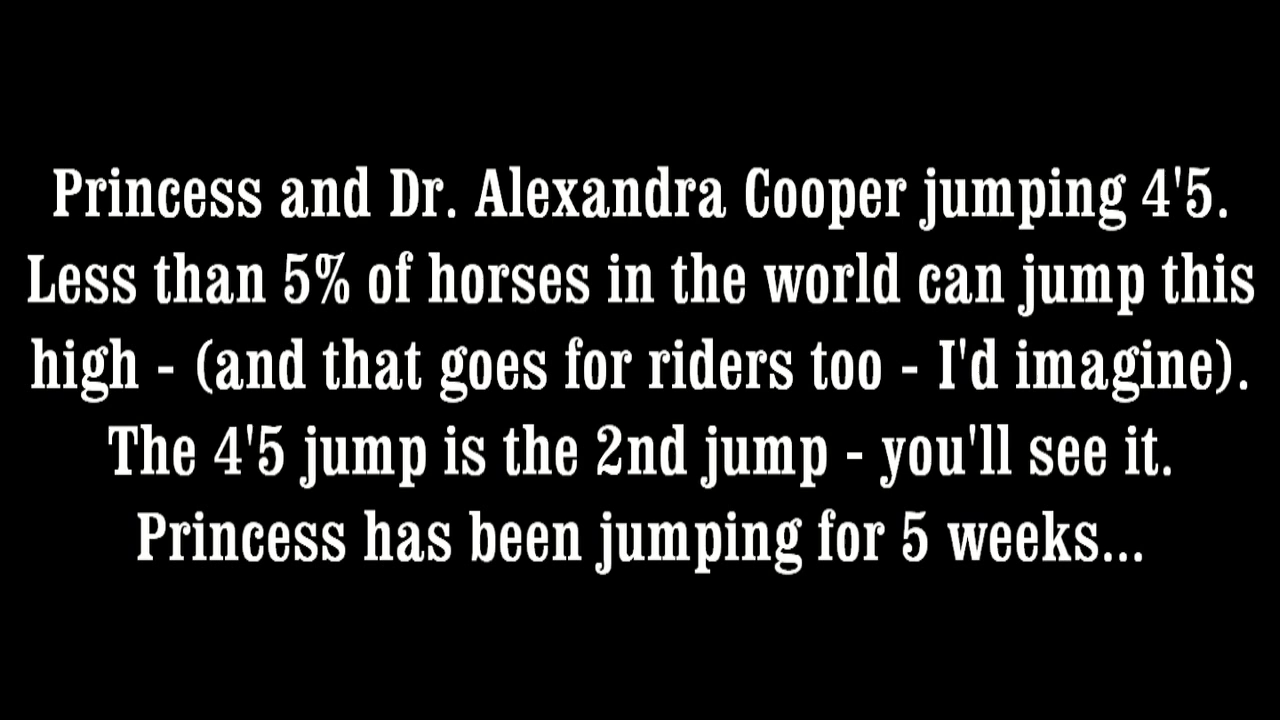 Princess and Dr. Alexandra Cooper jumping 4'5.
Less than 5% of horses in the world can jump this
high - (and that goes for riders too - I'd imagine).
The 4'5 jump is the 2nd jump - you'll see it.
Princess has been jumping for 5 weeks...